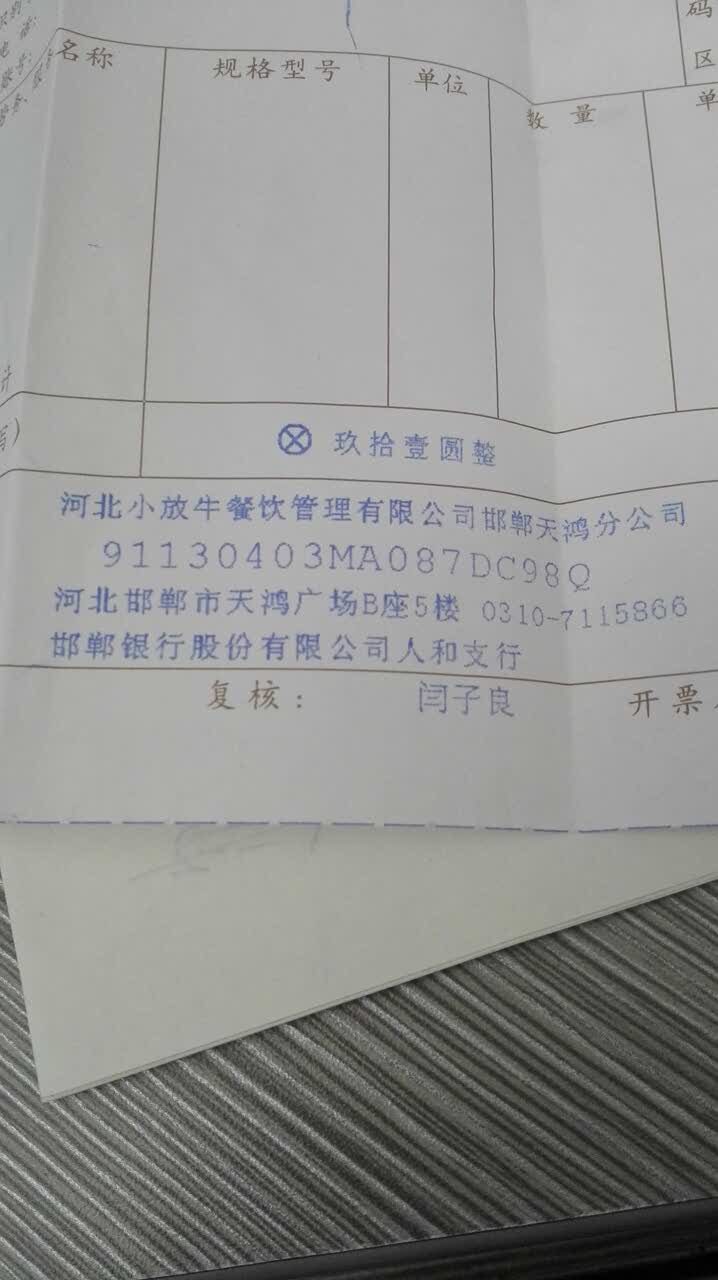 码
区
名称 规格型号 单位 数量 单
计
写)
ⓧ 玖拾壹圆整
河北小放牛餐饮管理有限公司邯郸天鸿分公司
91130403MA087DC98Q
河北邯郸市天鸿广场B座5楼 0310-7115866
邯郸银行股份有限公司人和支行
复核: 闫子良 开票